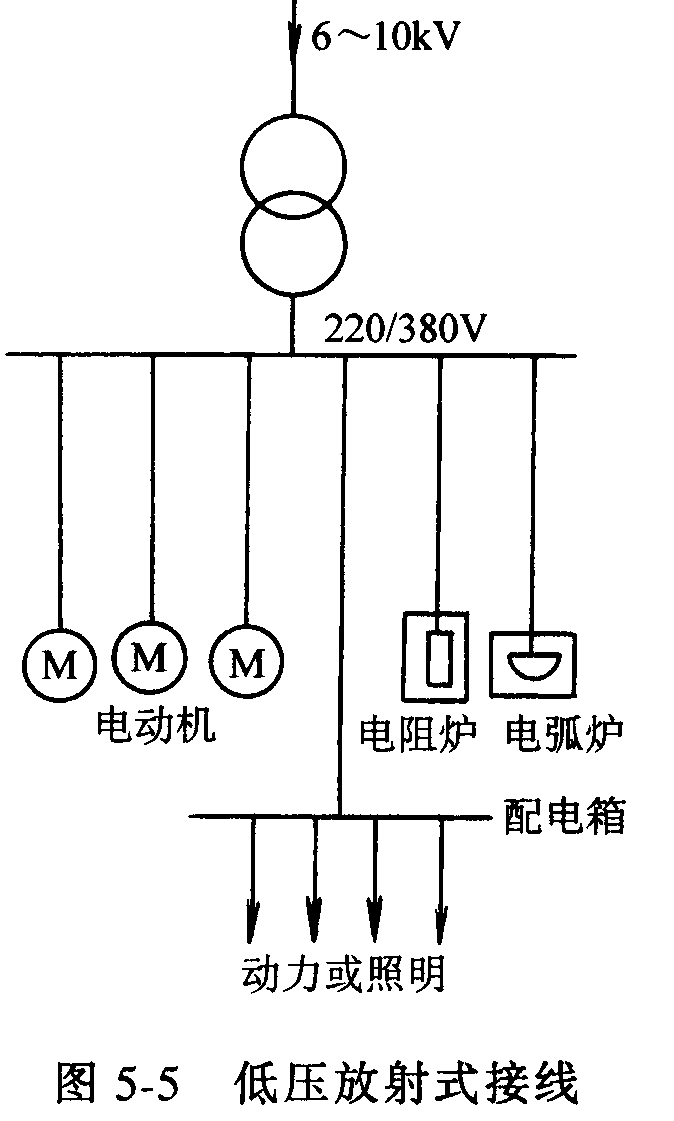 6～10kV
220/380V
M M M
电动机 电阻炉 电弧炉
配电箱
动力或照明
图 5-5 低压放射式接线